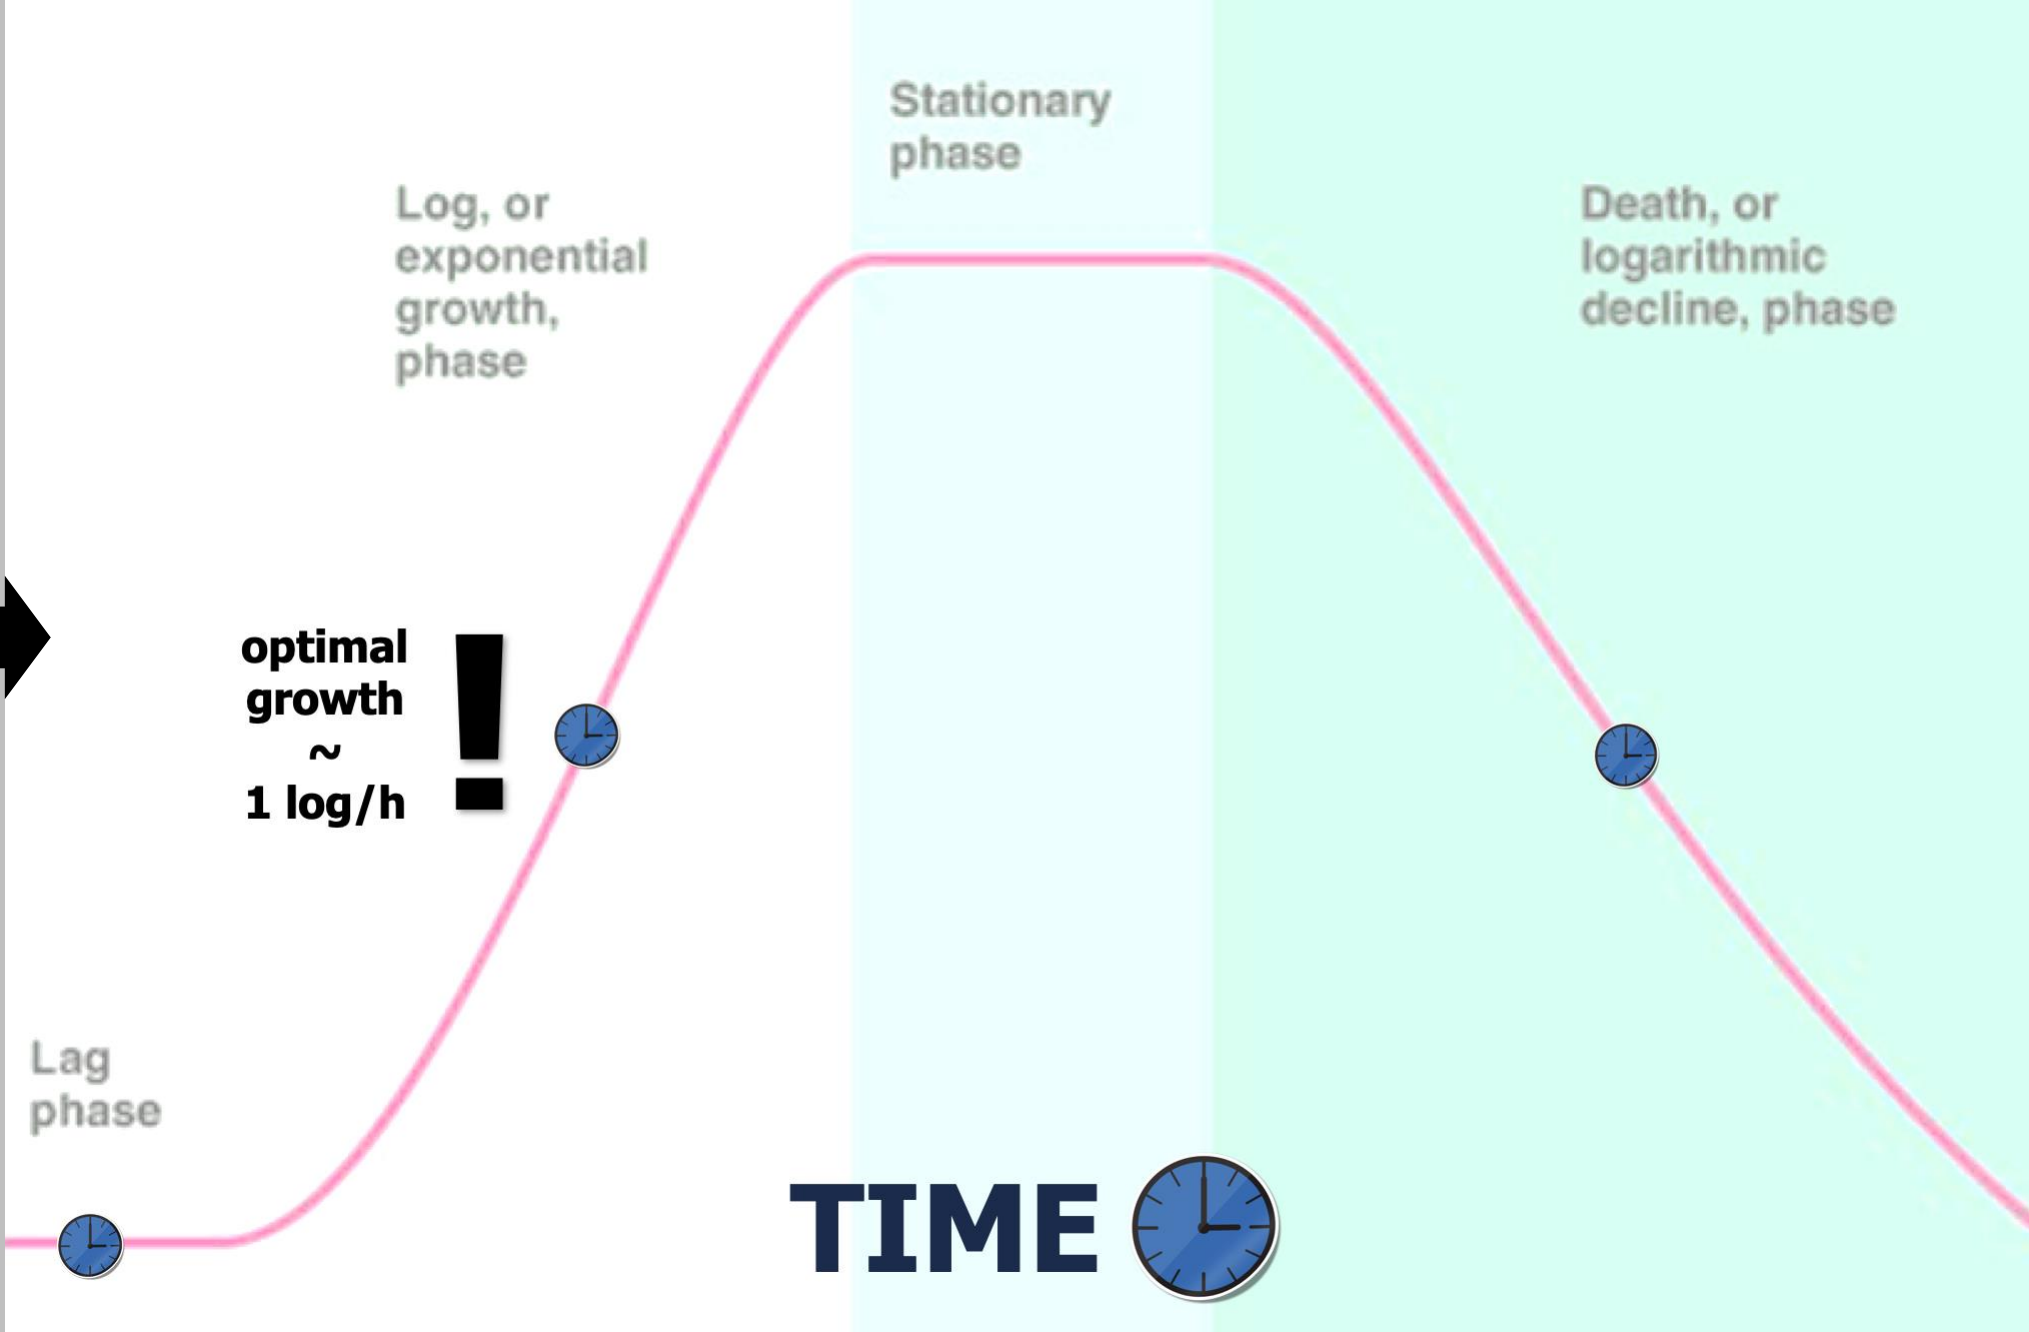 Stationary
phase
Log, or
exponential
growth,
phase
Death, or
logarithmic
decline, phase
optimal
growth
~
1 log/h
!
Lag
phase
TIME